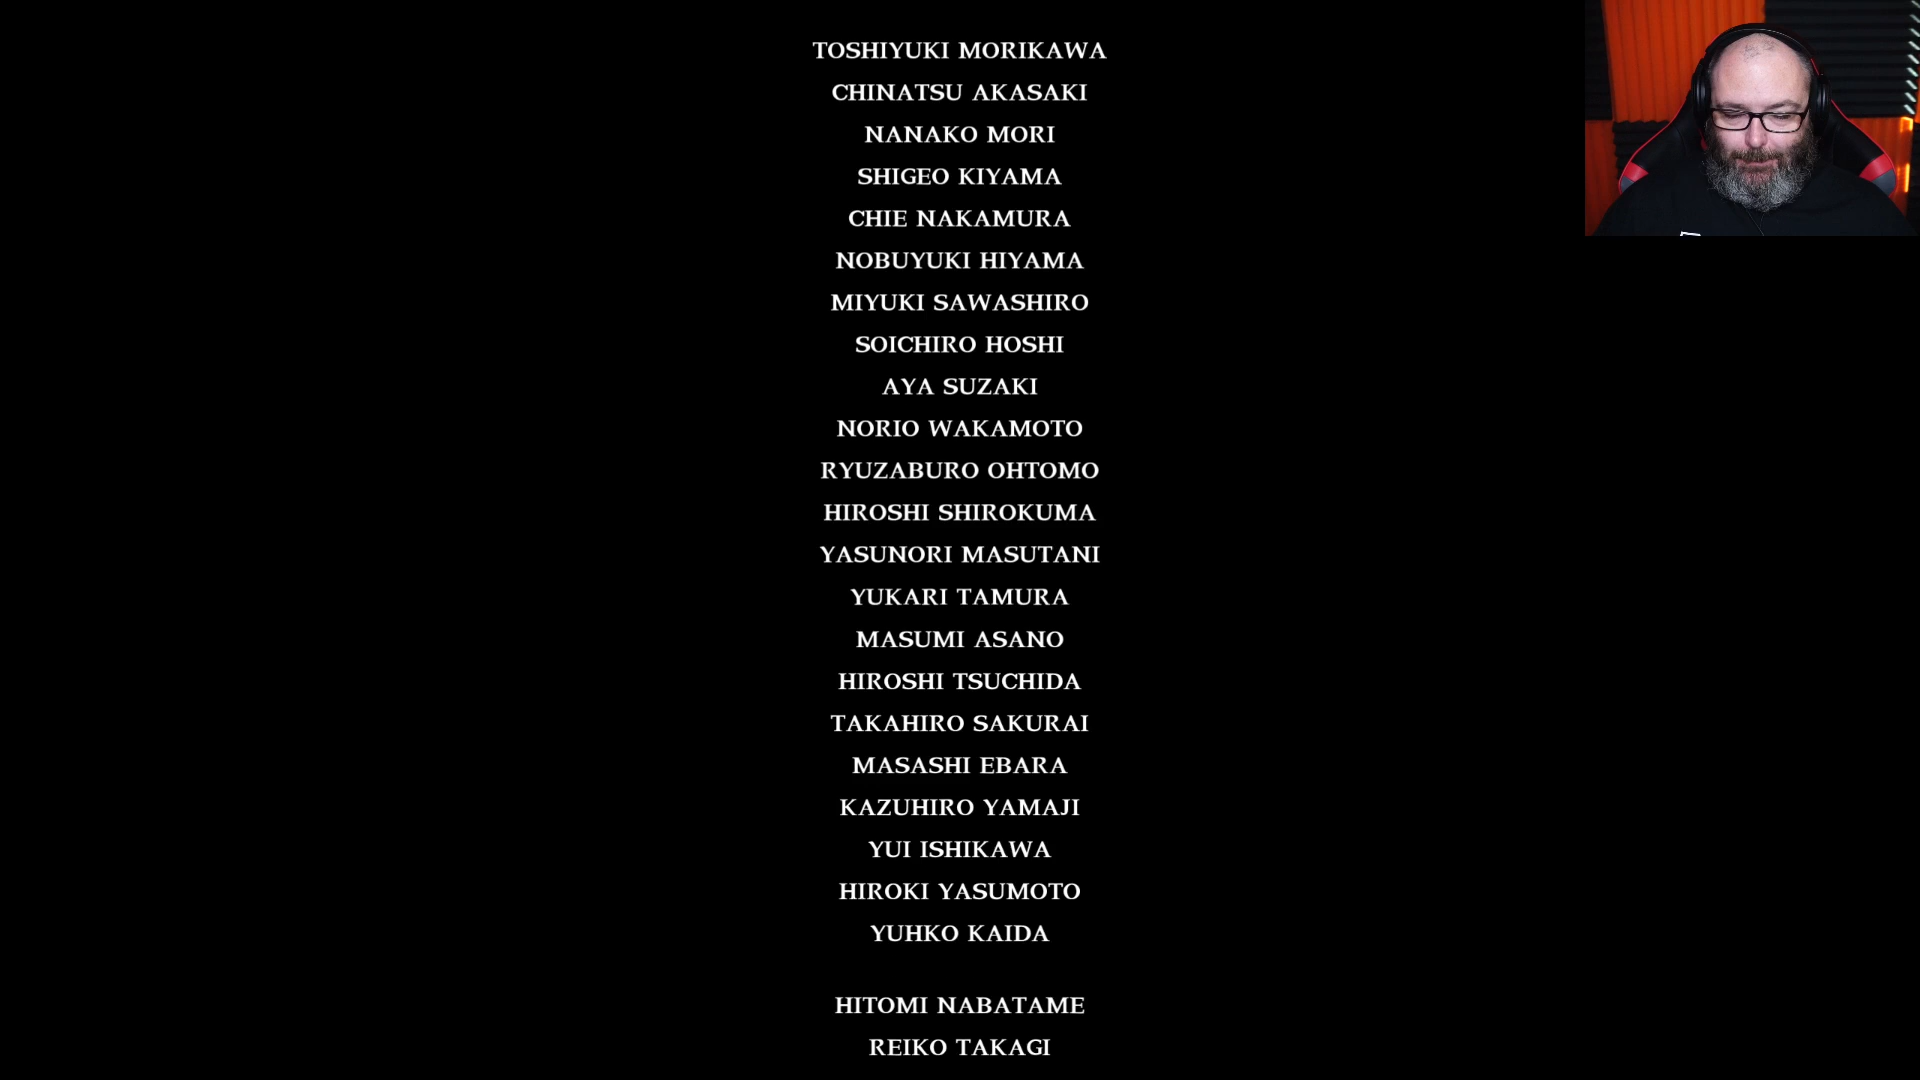 TOSHIYUKI MORIKAWA
CHINATSU AKASAKI
NANAKO MORI
SHIGEO KIYAMA
CHIE NAKAMURA
NOBUYUKI HIYAMA
MIYUKI SAWASHIRO
SOICHIRO HOSHI
AYA SUZAKI
NORIO WAKAMOTO
RYUZABURO OHTOMO
HIROSHI SHIROKUMA
YASUNORI MASUTANI
YUKARI TAMURA
MASUMI ASANO
HIROSHI TSUCHIDA
TAKAHIRO SAKURAI
MASASHI EBARA
KAZUHIRO YAMAJI
YUI ISHIKAWA
HIROKI YASUMOTO
YUHKO KAIDA
HITOMI NABATAME
REIKO TAKAGI